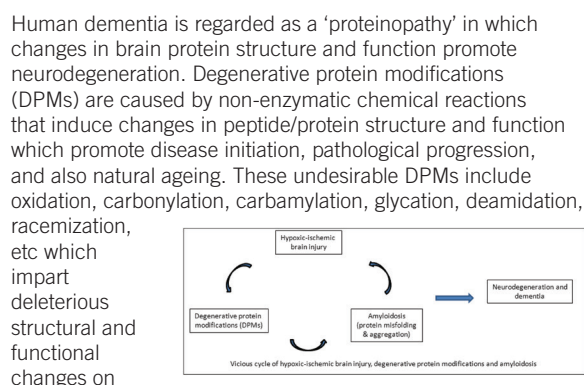 Human dementia is regarded as a ‘proteinopathy’ in which
changes in brain protein structure and function promote
neurodegeneration. Degenerative protein modifications
(DPMs) are caused by non-enzymatic chemical reactions
that induce changes in peptide/protein structure and function
which promote disease initiation, pathological progression,
and also natural ageing. These undesirable DPMs include
oxidation, carbonylation, carbamylation, glycation, deamidation,
racemization,
etc which
impart
deleterious
structural and
functional
changes on
Hypoxic-ischemic
brain injury
Degenerative protein
modifications (DPMs)
Amyloidosis
(protein misfolding
& aggregation)
Neurodegeneration and
dementia
Vicious cycle of hypoxic-ischemic brain injury, degenerative protein modifications and amyloidosis